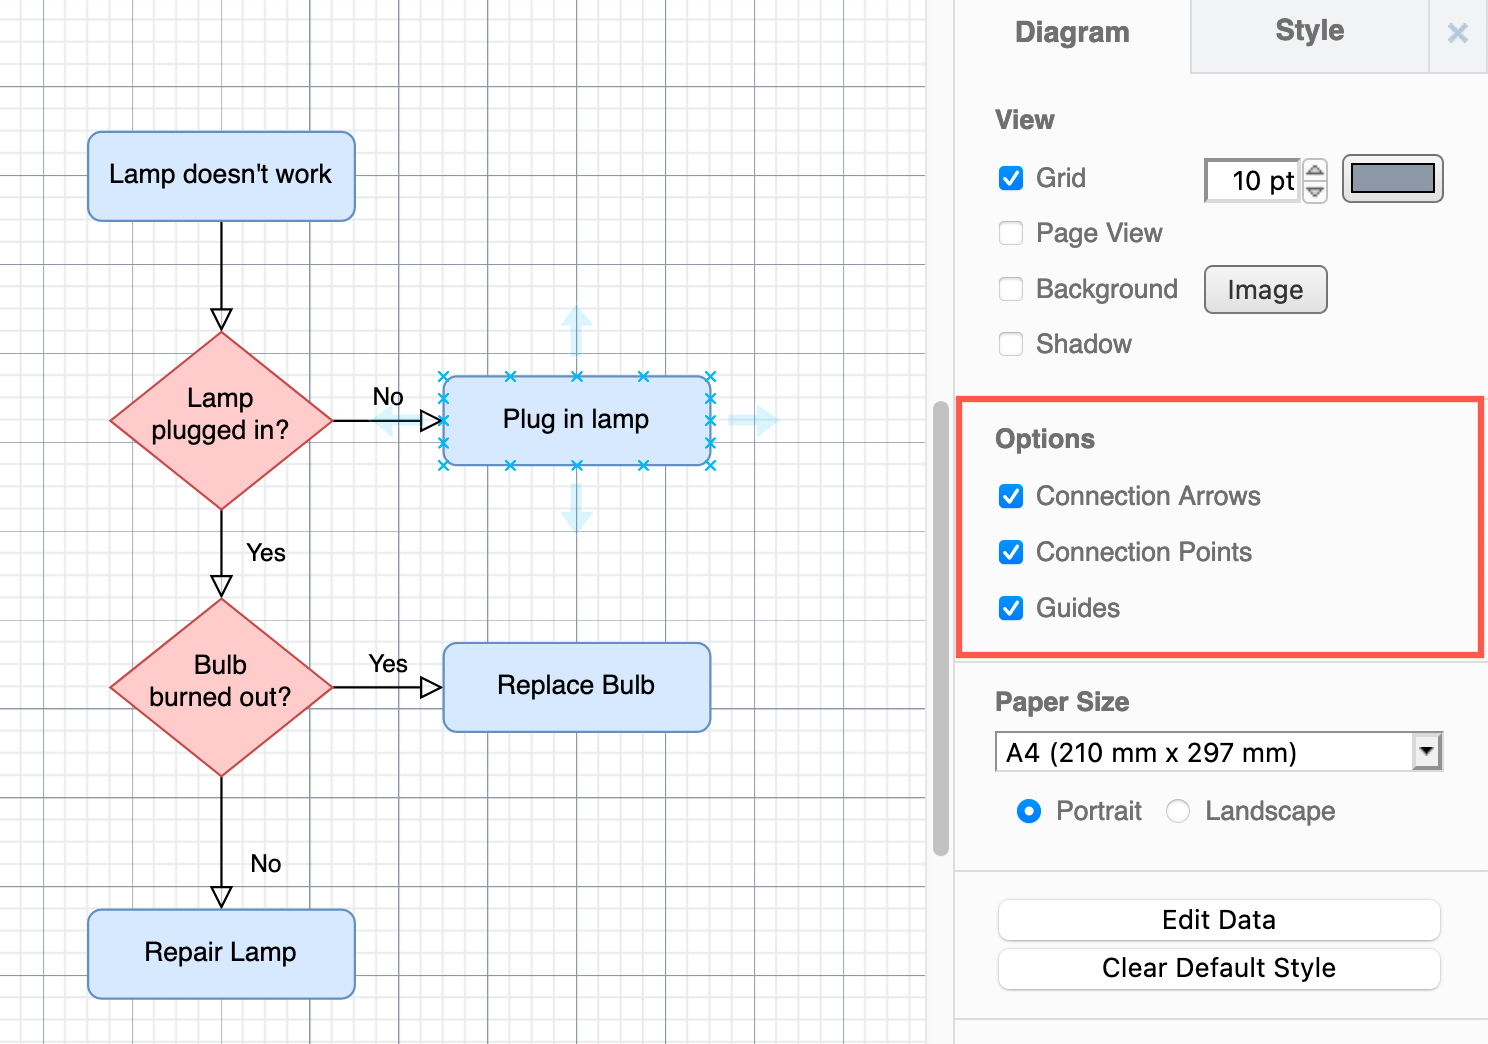 Lamp doesn't work
Lamp
plugged in?
No
Plug in lamp
Yes
Bulb
burned out?
Yes
Replace Bulb
No
Repair Lamp
Diagram
Style
View
Grid
10 pt
Page View
Background
Image
Shadow
Options
Connection Arrows
Connection Points
Guides
Paper Size
A4 (210 mm x 297 mm)
Portrait
Landscape
Edit Data
Clear Default Style